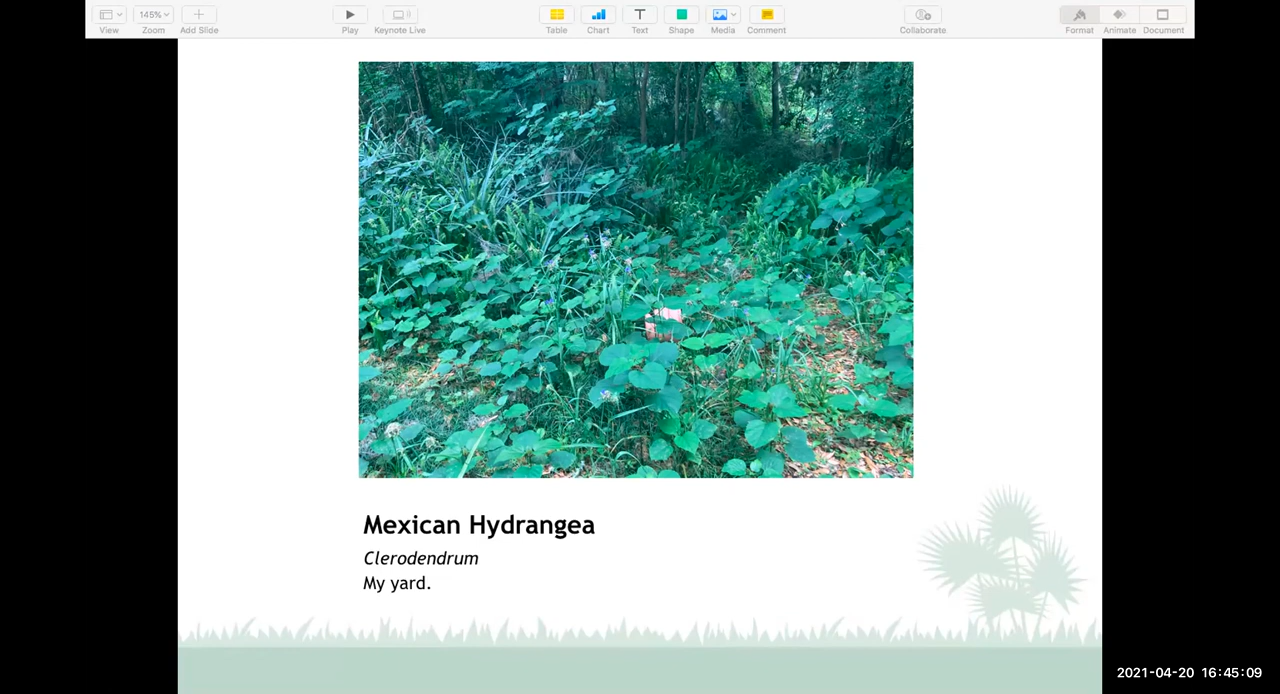 145%
View
Zoom
Add Slide
Play
Keynote Live
Table
Chart
Text
Shape
Media
Comment
Collaborate
Format
Animate
Document
Mexican Hydrangea
Clerodendrum
My yard.
2021-04-20 16:45:09